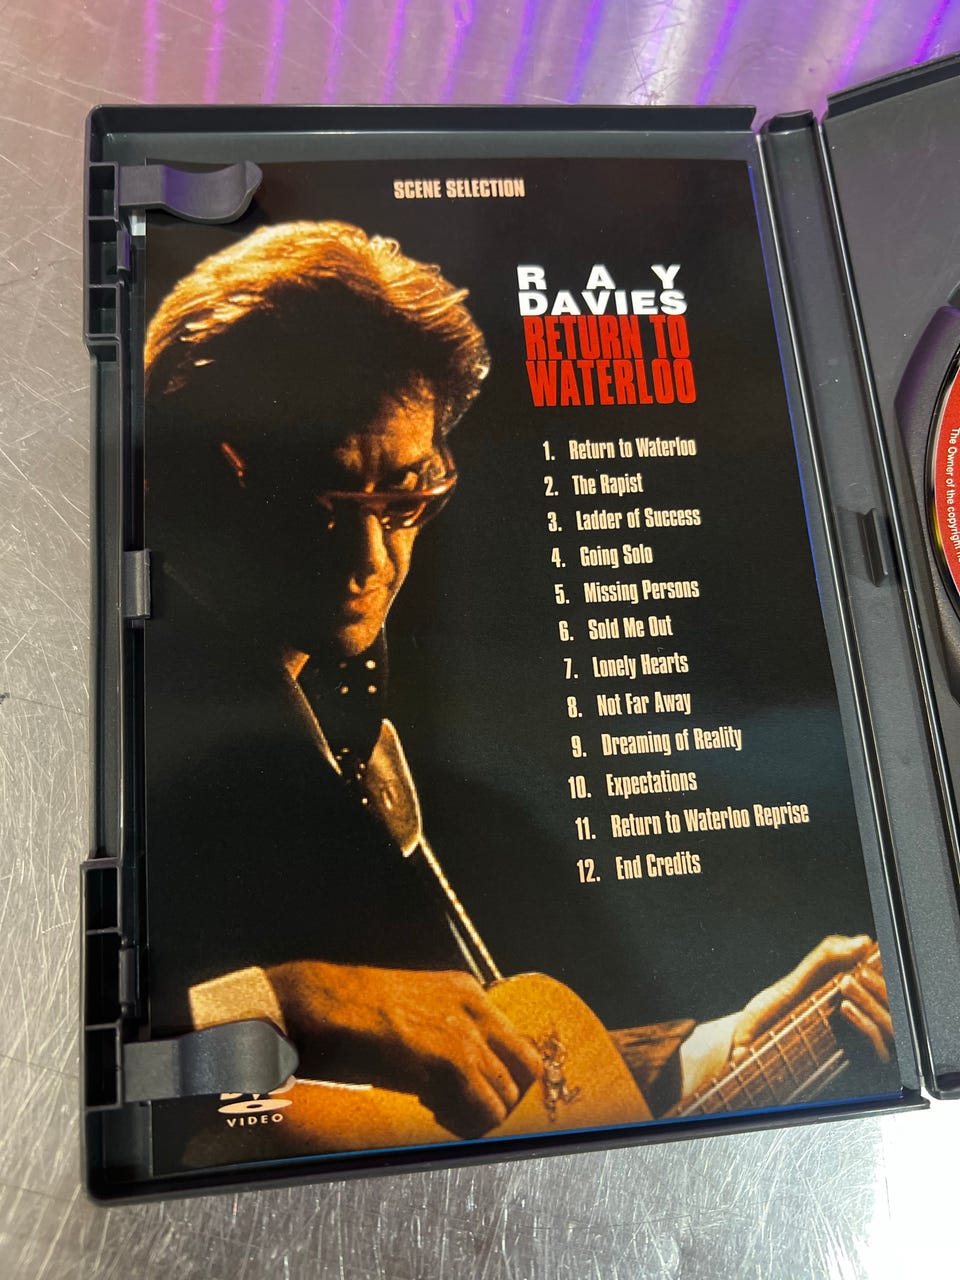 SCENE SELECTION
RAY
DAVIES
RETURN TO
WATERLOO
1. Return to Waterloo
2. The Rapist
3. Ladder of Success
4. Going Solo
5. Missing Persons
6. Sold Me Out
7. Lonely Hearts
8. Not Far Away
9. Dreaming of Reality
10. Expectations
11. Return to Waterloo Reprise
12. End Credits
VIDEO
The Owner of the copyright